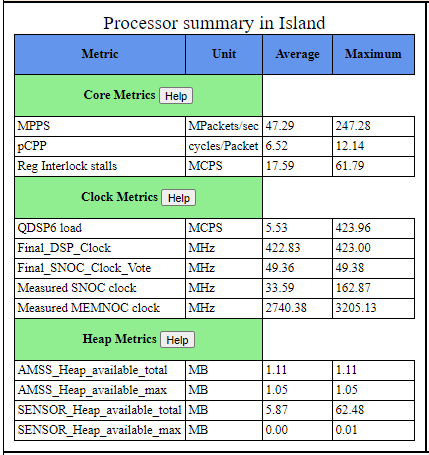 Processor summary in Island
Metric Unit Average Maximum
Core Metrics Help
MPPS MPackets/sec 47.29 247.28
pCPP cycles/Packet 6.52 12.14
Reg Interlock stalls MCPS 17.59 61.79
Clock Metrics Help
QDSP6 load MCPS 5.53 423.96
Final_DSP_Clock MHz 422.83 423.00
Final_SNOC_Clock_Vote MHz 49.36 49.38
Measured SNOC clock MHz 33.59 162.87
Measured MEMNOC clock MHz 2740.38 3205.13
Heap Metrics Help
AMSS_Heap_available_total MB 1.11 1.11
AMSS_Heap_available_max MB 1.05 1.05
SENSOR_Heap_available_total MB 5.87 62.48
SENSOR_Heap_available_max MB 0.00 0.01